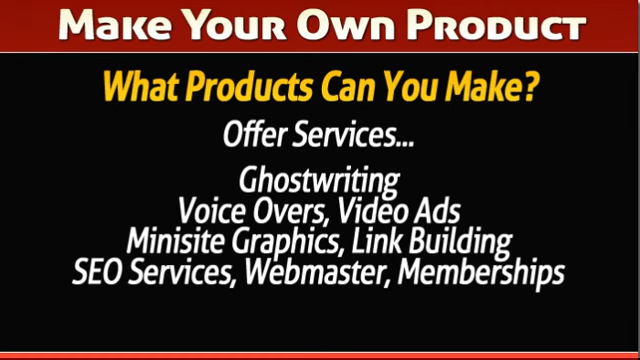 Make Your Own Product
What Products Can You Make?
Offer Services...
Ghostwriting
Voice Overs, Video Ads
Minisite Graphics, Link Building
SEO Services, Webmaster, Memberships